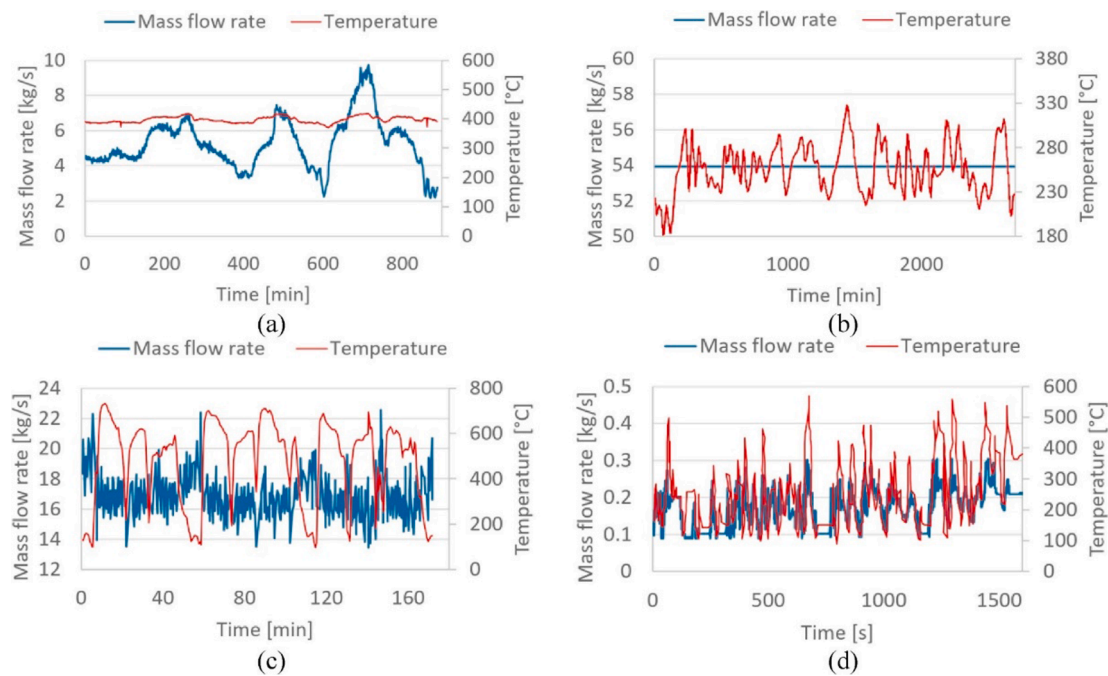 Mass flow rate Temperature
Mass flow rate [kg/s]
10
8
6
4
2
0
600
500
400
300
200
100
0
Temperature [°C]
0 200 400 600 800
Time [min]
(a)
Mass flow rate Temperature
Mass flow rate [kg/s]
60
58
56
54
52
50
380
330
280
230
180
Temperature [°C]
0 1000 2000
Time [min]
(b)
Mass flow rate Temperature
Mass flow rate [kg/s]
24
22
20
18
16
14
12
800
600
400
200
0
Temperature [°C]
0 40 80 120 160
Time [min]
(c)
Mass flow rate Temperature
Mass flow rate [kg/s]
0.5
0.4
0.3
0.2
0.1
0
600
500
400
300
200
100
0
Temperature [°C]
0 500 1000 1500
Time [s]
(d)